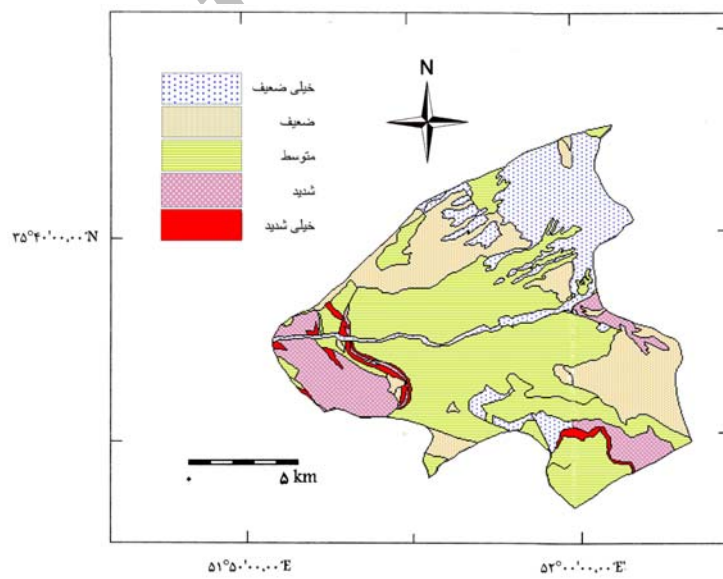 N
خیلی ضعیف
ضعیف
متوسط
شدید
خیلی شدید
۳۵°۴۰'۰۰,۰۰"N
۰ ۵ km
۵۱°۵۰'۰۰,۰۰"E
۵۲°۰۰'۰۰,۰۰"E